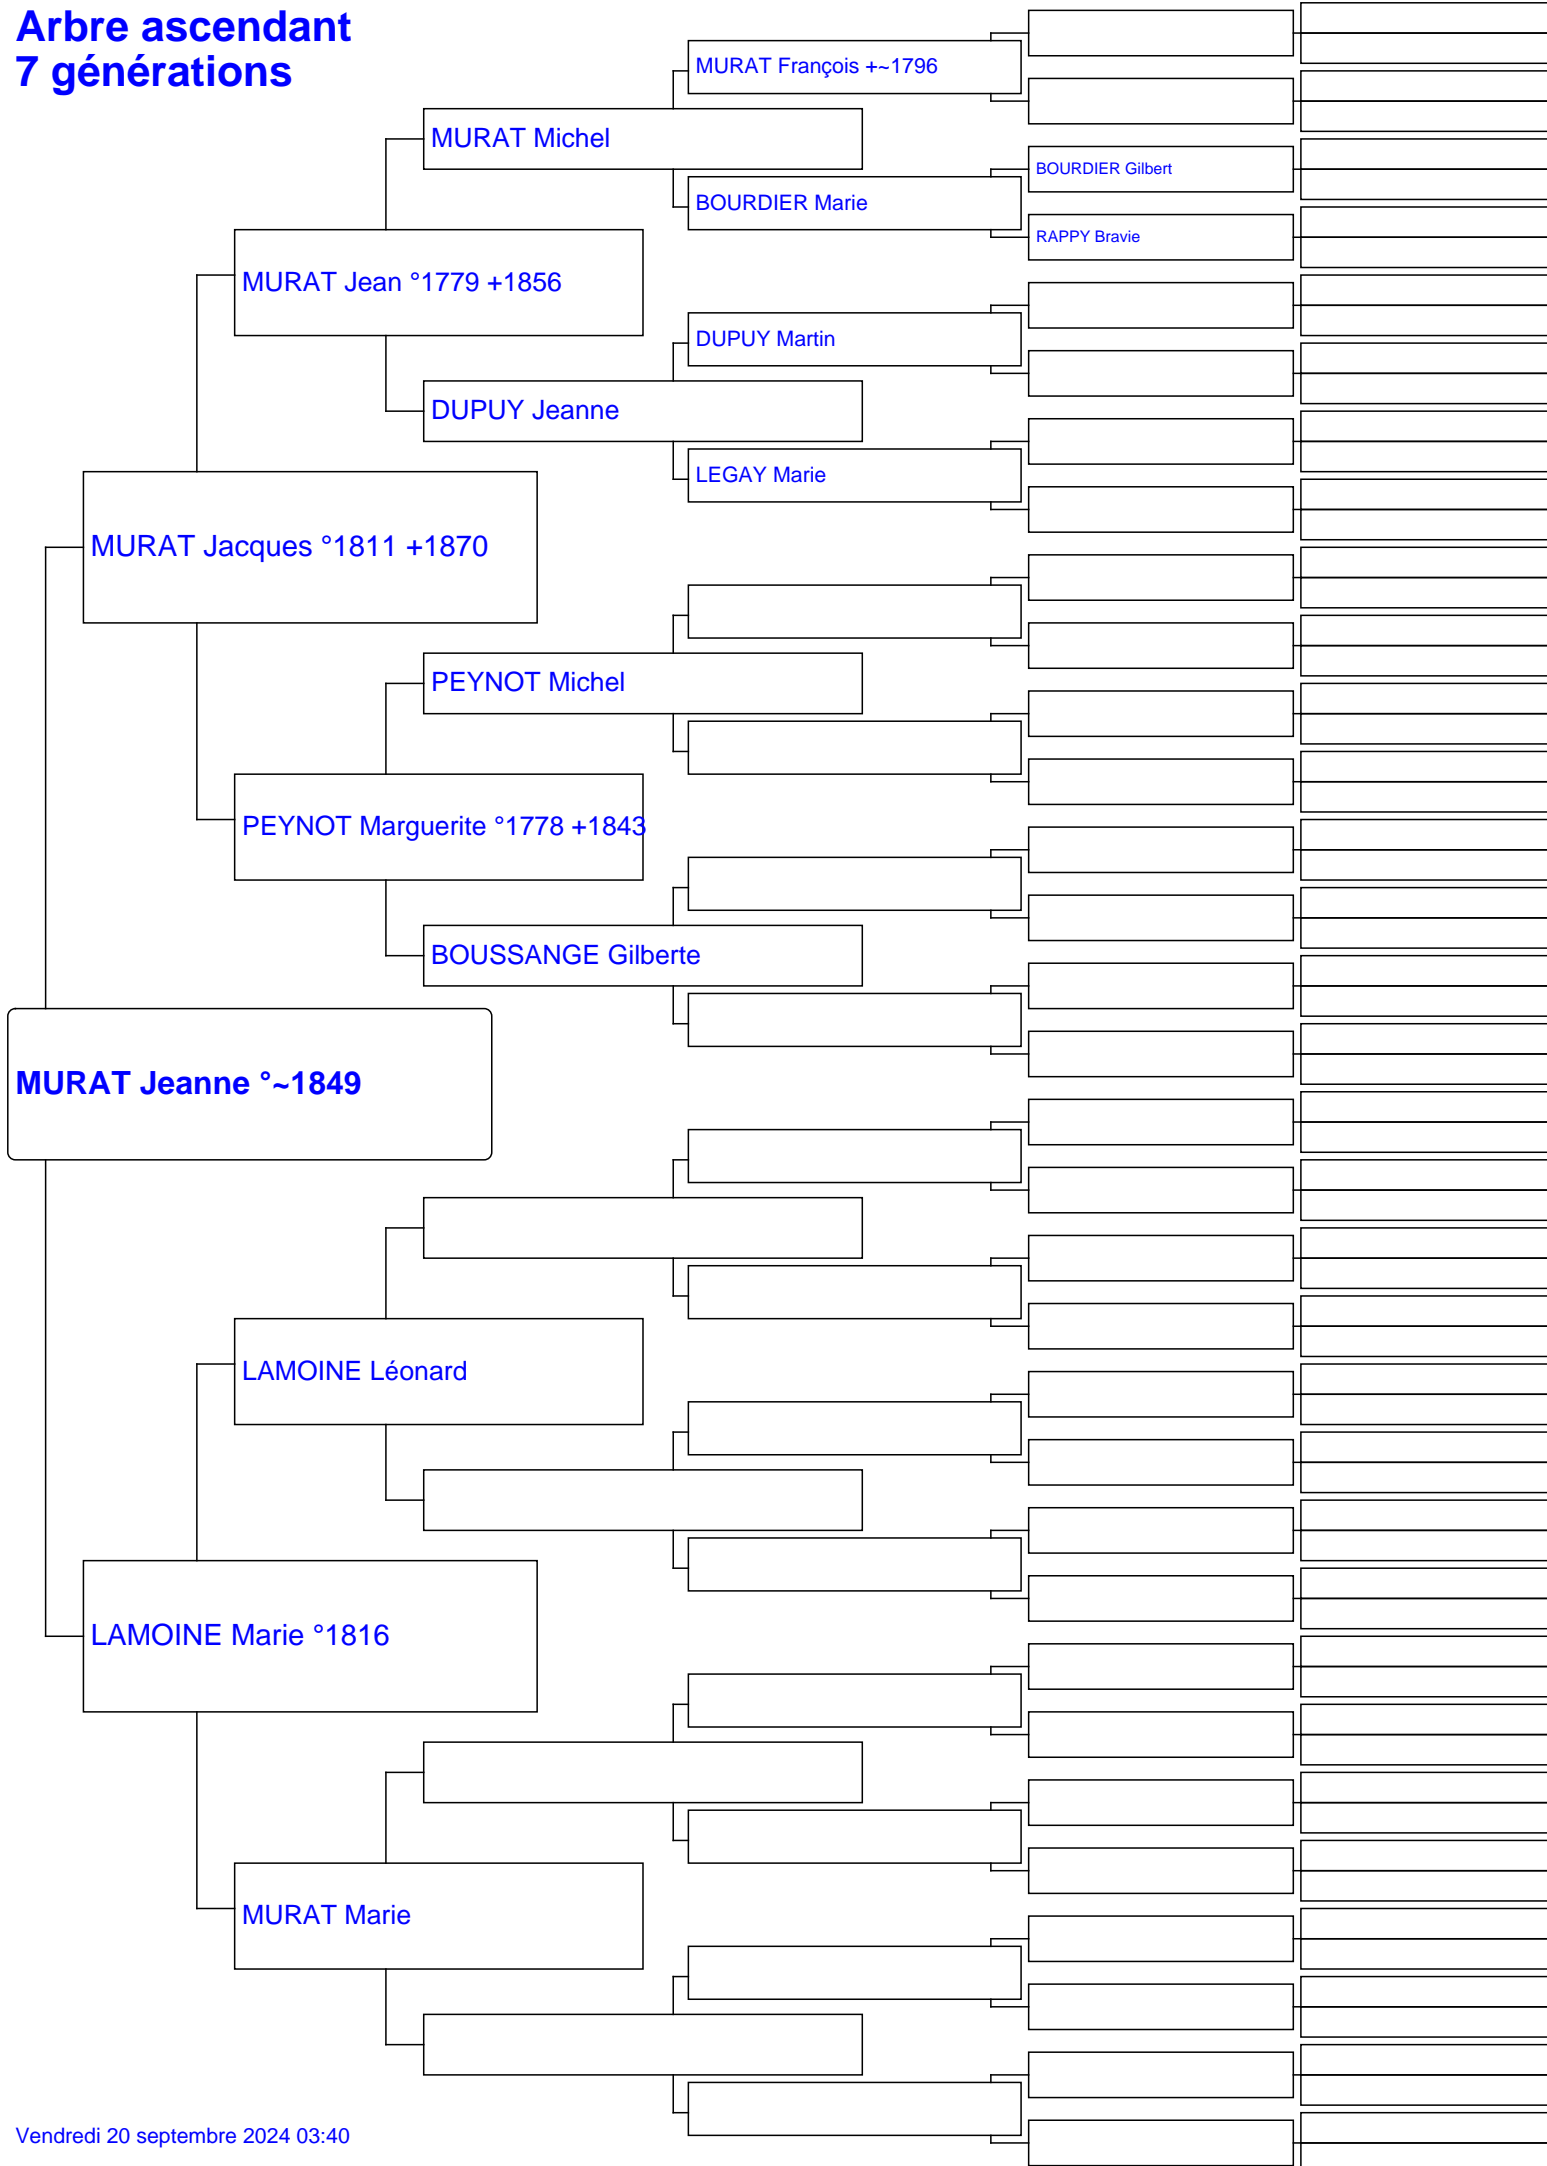 Arbre ascendant
7 générations
MURAT François +~1796
MURAT Michel
BOURDIER Gilbert
BOURDIER Marie
RAPPY Bravie
MURAT Jean °1779 +1856
DUPUY Martin
DUPUY Jeanne
LEGAY Marie
MURAT Jacques °1811 +1870
PEYNOT Michel
PEYNOT Marguerite °1778 +1843
BOUSSANGE Gilberte
MURAT Jeanne °~1849
LAMOINE Léonard
LAMOINE Marie °1816
MURAT Marie
Vendredi 20 septembre 2024 03:40